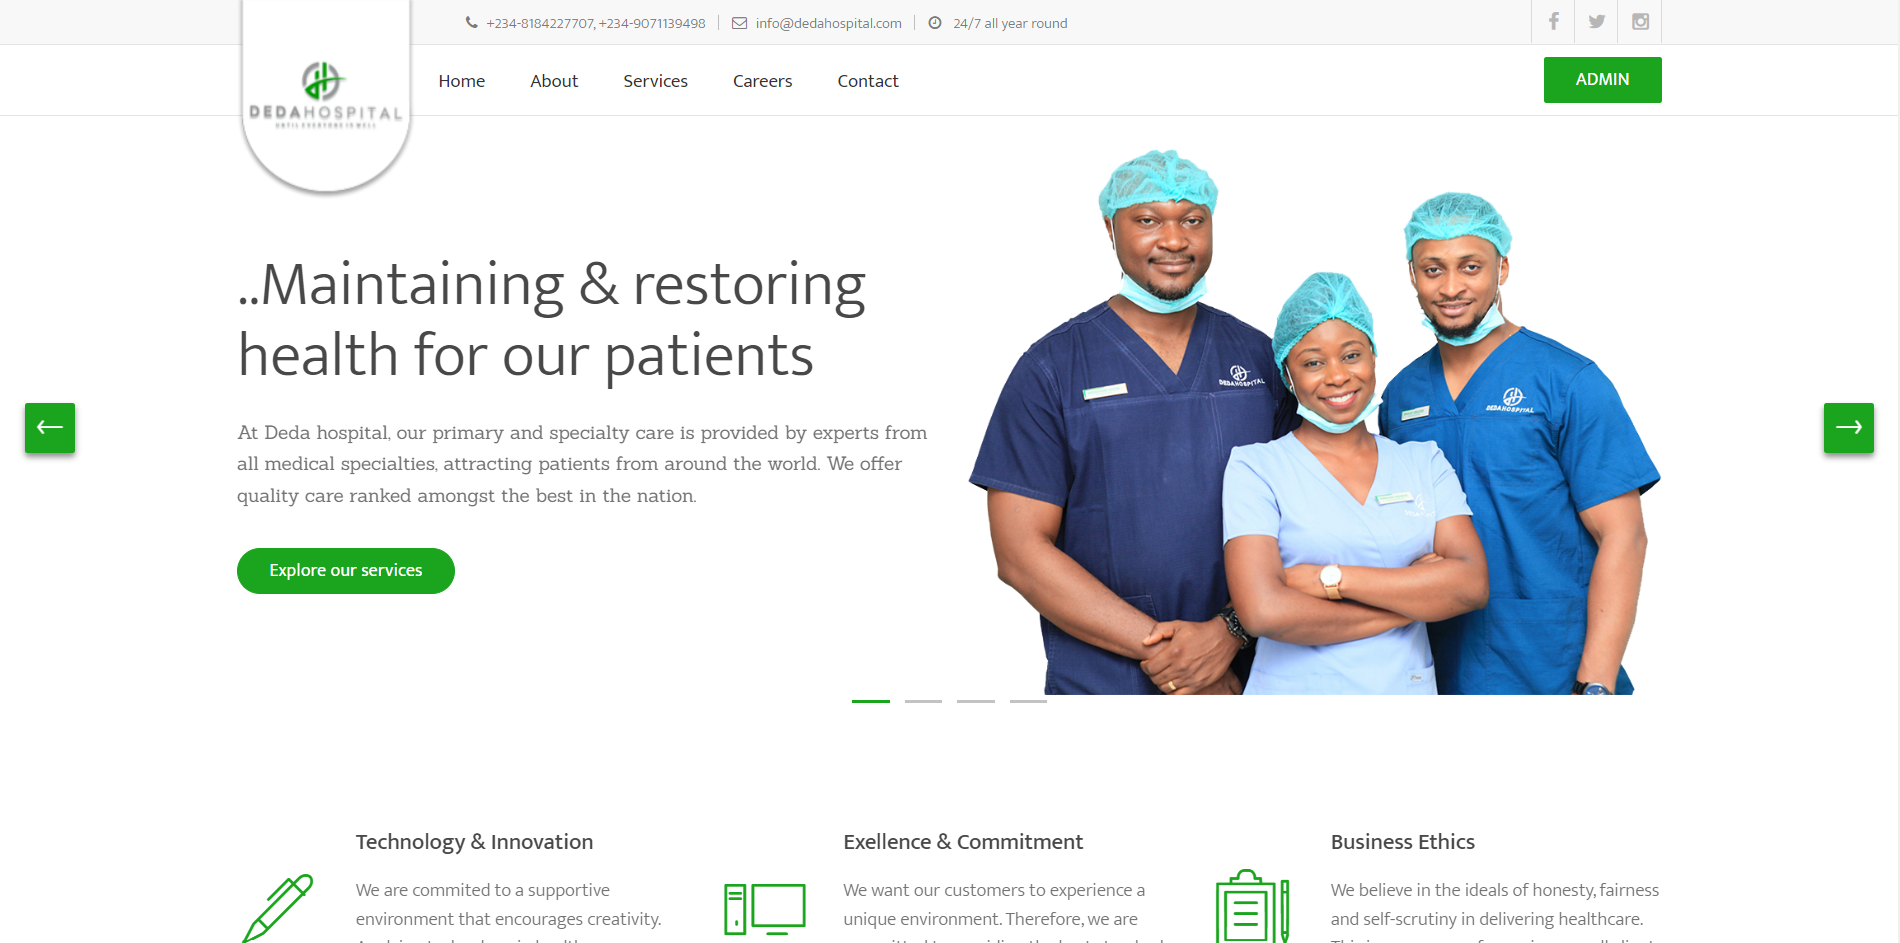 +234-8184227707, +234-9071139498
info@dedahospital.com
24/7 all year round
DEDAHOSPITAL
Home
About
Services
Careers
Contact
ADMIN
..Maintaining & restoring
health for our patients
At Deda hospital, our primary and specialty care is provided by experts from
all medical specialties, attracting patients from around the world. We offer
quality care ranked amongst the best in the nation.
Explore our services
DEDAHOSPITAL
DEDAHOSPITAL
Technology & Innovation
We are commited to a supportive
environment that encourages creativity.
Exellence & Commitment
We want our customers to experience a
unique environment. Therefore, we are
Business Ethics
We believe in the ideals of honesty, fairness
and self-scrutiny in delivering healthcare.